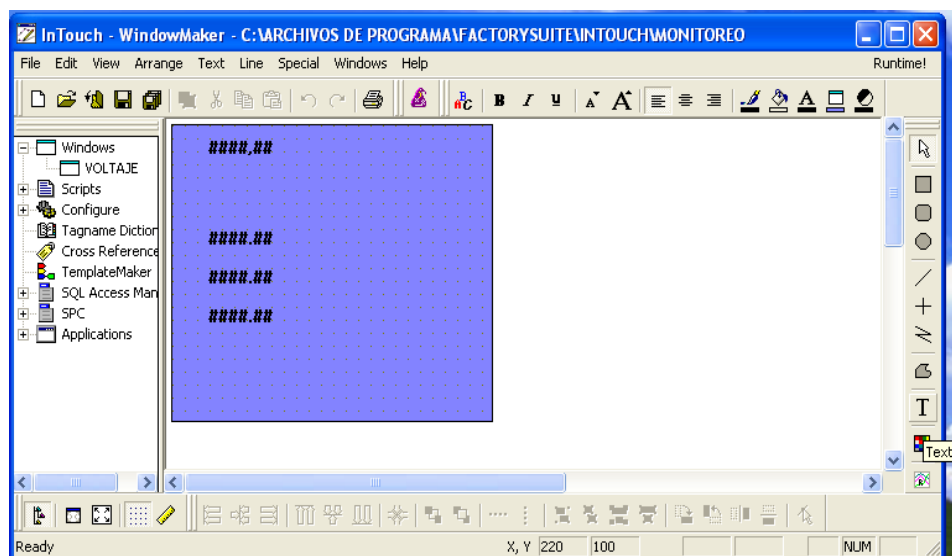 InTouch - WindowMaker - C:\ARCHIVOS DE PROGRAMA\FACTORYSUITE\INTOUCH\MONITOREO
File Edit View Arrange Text Line Special Windows Help Runtime!
B I U A A A
Windows
VOLTAJE
Scripts
Configure
Tagname Diction
Cross Reference
TemplateMaker
SQL Access Man
SPC
Applications
####,##
####.##
####.##
####.##
T
Text
Ready X, Y 220 100 NUM